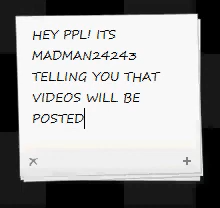 HEY PPL! ITS
MADMAN24243
TELLING YOU THAT
VIDEOS WILL BE
POSTED